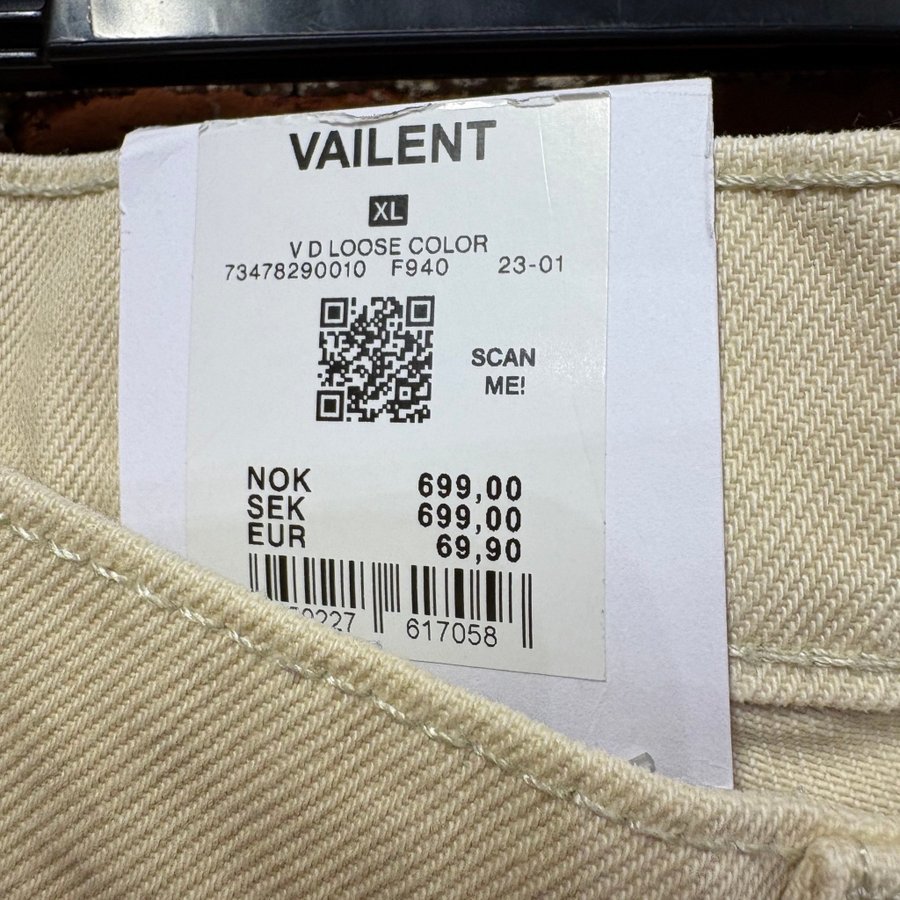 VAILENT
XL
V D LOOSE COLOR
73478290010 F940 23-01
SCAN
ME!
NOK 699,00
SEK 699,00
EUR 69,90
617058